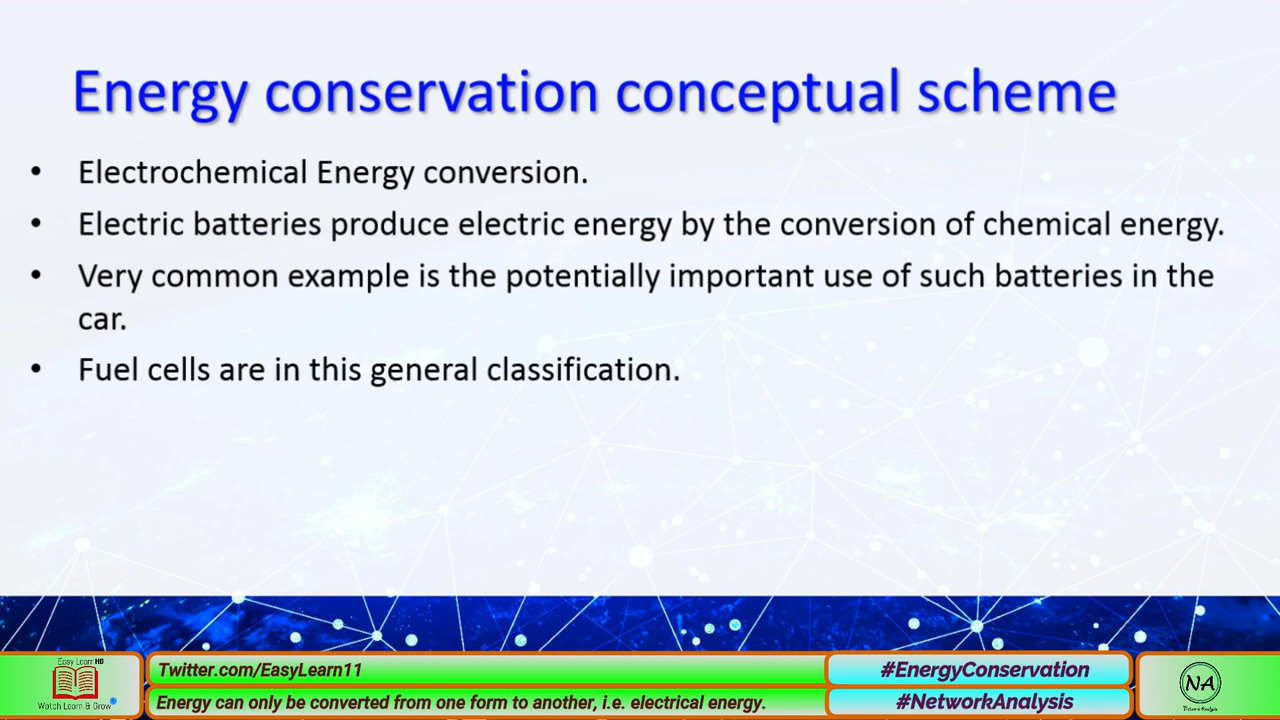 Energy conservation conceptual scheme
• Electrochemical Energy conversion.
• Electric batteries produce electric energy by the conversion of chemical energy.
• Very common example is the potentially important use of such batteries in the
car.
• Fuel cells are in this general classification.
Easy Learn HD
Watch Learn & Grow
Twitter.com/EasyLearn11
Energy can only be converted from one form to another, i.e. electrical energy.
#EnergyConservation
#NetworkAnalysis
NA
Network Analysis